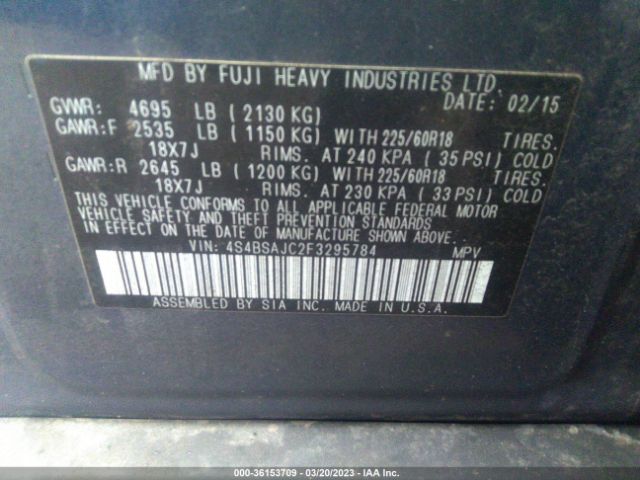 MFD BY FUJI HEAVY INDUSTRIES LTD.
DATE: 02/15
GVWR: 4695 LB ( 2130 KG)
GAWR:F 2535 LB ( 1150 KG) WITH 225/60R18 TIRES.
18X7J RIMS. AT 240 KPA ( 35 PSI) COLD
GAWR:R 2645 LB ( 1200 KG) WITH 225/60R18 TIRES.
18X7J RIMS. AT 230 KPA ( 33 PSI) COLD
THIS VEHICLE CONFORMS TO ALL APPLICABLE FEDERAL MOTOR
VEHICLE SAFETY AND THEFT PREVENTION STANDARDS
IN EFFECT ON THE DATE OF MANUFACTURE SHOWN ABOVE.
VIN: 4S4BSAJC2F3295784 MPV
ASSEMBLED BY SIA INC. MADE IN U.S.A.
000-36153709 - 03/20/2023 - IAA Inc.